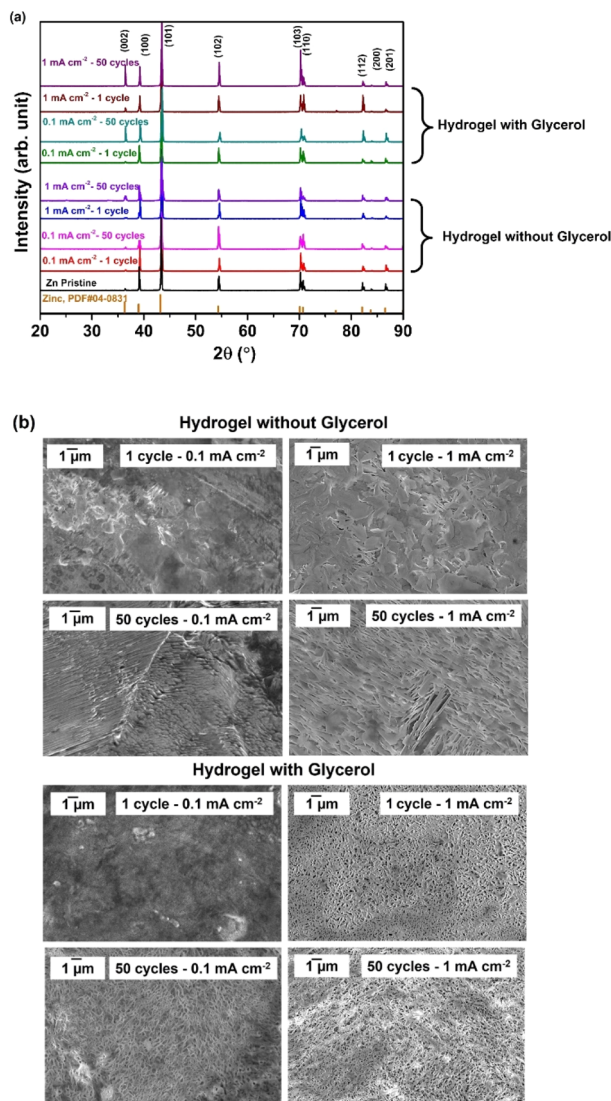 (a)
(002)
(100)
(101)
(102)
(103)
(110)
(112)
(200)
(201)
1 mA cm⁻² - 50 cycles
1 mA cm⁻² - 1 cycle
0.1 mA cm⁻² - 50 cycles
0.1 mA cm⁻² - 1 cycle
Hydrogel with Glycerol
1 mA cm⁻² - 50 cycles
1 mA cm⁻² - 1 cycle
0.1 mA cm⁻² - 50 cycles
0.1 mA cm⁻² - 1 cycle
Hydrogel without Glycerol
Zn Pristine
Zinc, PDF#04-0831
Intensity (arb. unit)
20 30 40 50 60 70 80 90
2θ (°)
(b)
Hydrogel without Glycerol
1 µm 1 cycle - 0.1 mA cm⁻²
1 µm 1 cycle - 1 mA cm⁻²
1 µm 50 cycles - 0.1 mA cm⁻²
1 µm 50 cycles - 1 mA cm⁻²
Hydrogel with Glycerol
1 µm 1 cycle - 0.1 mA cm⁻²
1 µm 1 cycle - 1 mA cm⁻²
1 µm 50 cycles - 0.1 mA cm⁻²
1 µm 50 cycles - 1 mA cm⁻²